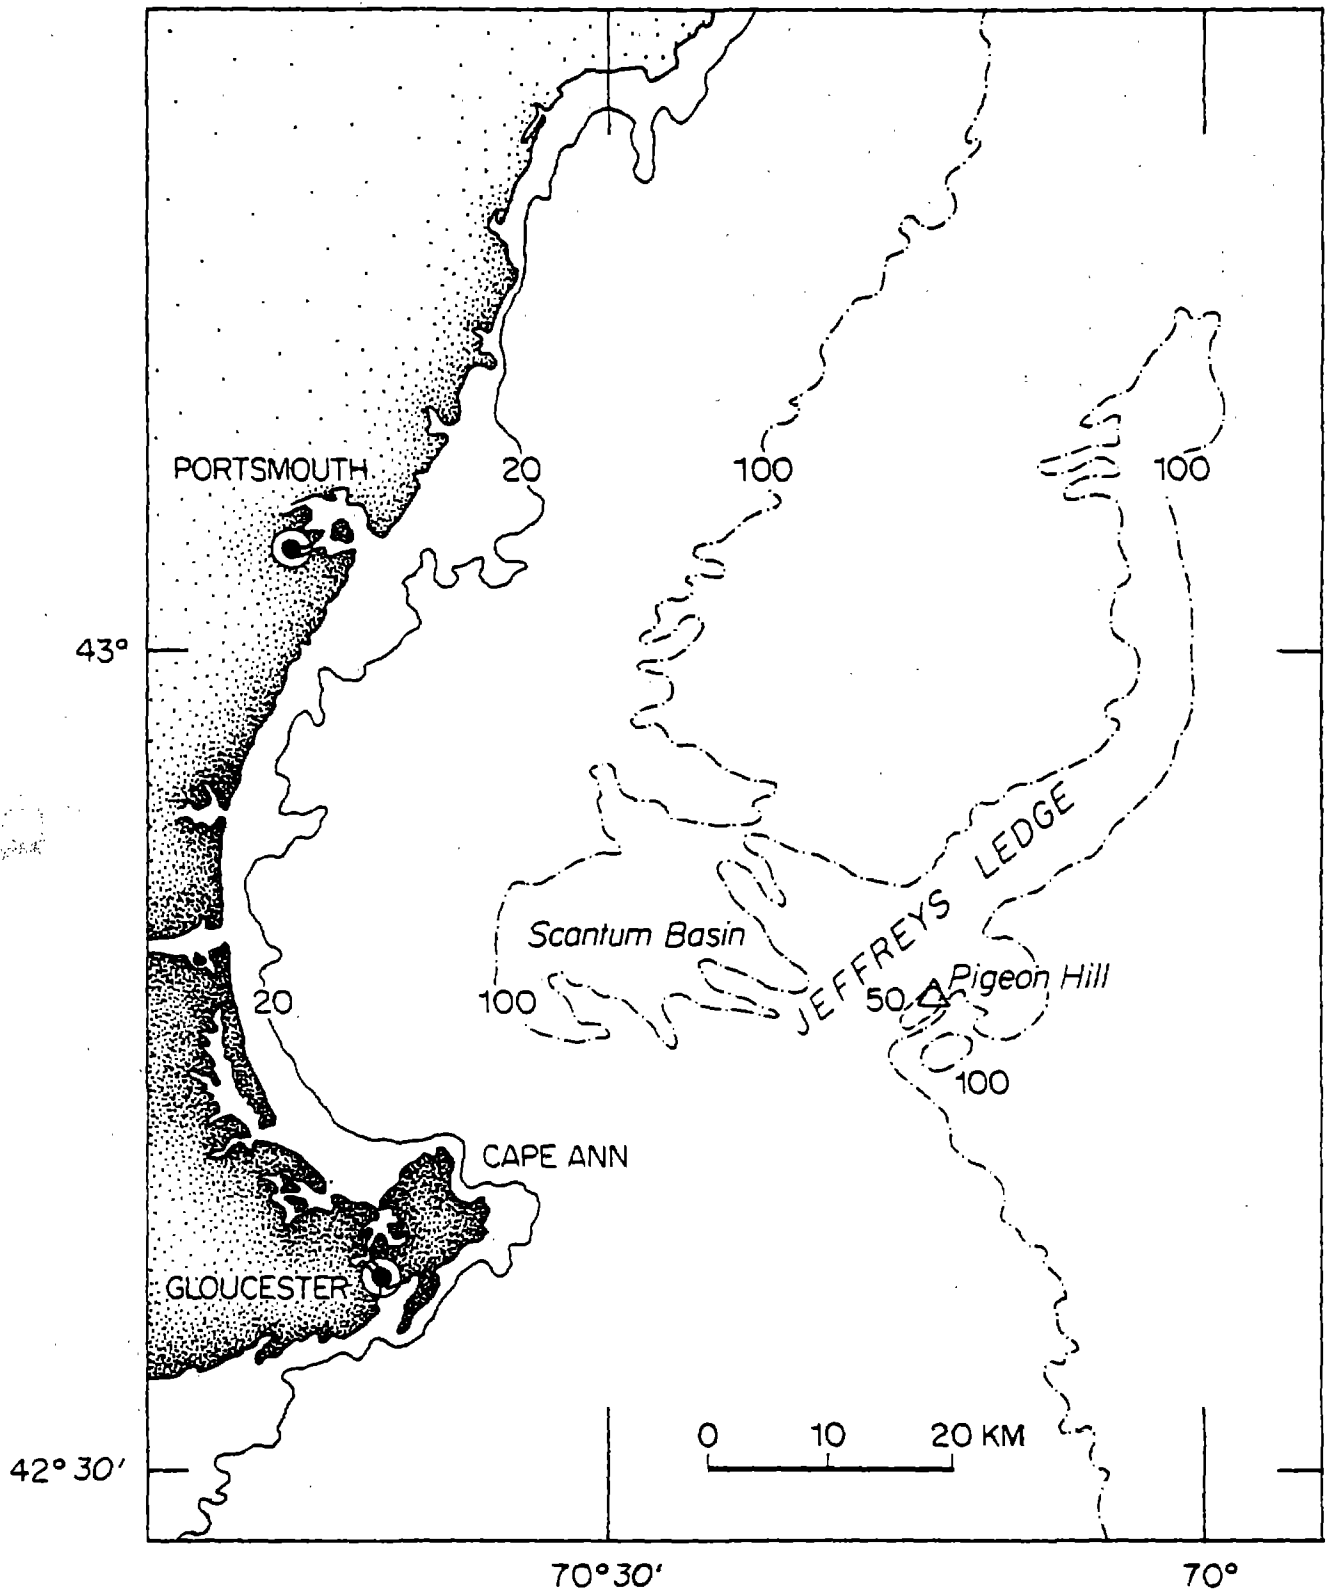 PORTSMOUTH
20
100
100
43°
JEFFREYS LEDGE
Scantum Basin
Pigeon Hill
50
20
100
100
CAPE ANN
GLOUCESTER
0 10 20 KM
42° 30'
70° 30'
70°